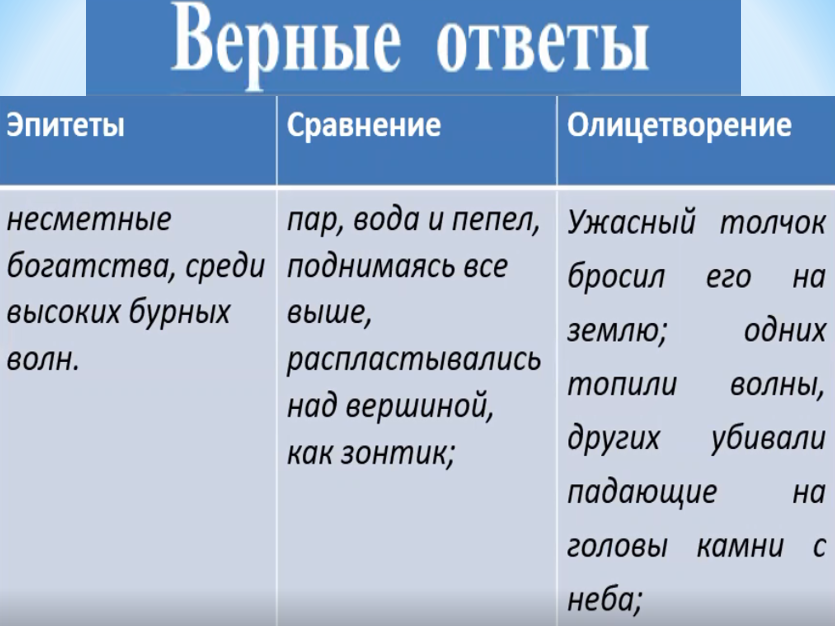 Верные ответы
Эпитеты
Сравнение
Олицетворение
несметные
богатства, среди
высоких бурных
волн.
пар, вода и пепел,
поднимаясь все
выше,
распластывались
над вершиной,
как зонтик;
Ужасный толчок
бросил его на
землю; одних
топили волны,
других убивали
падающие на
головы камни с
неба;